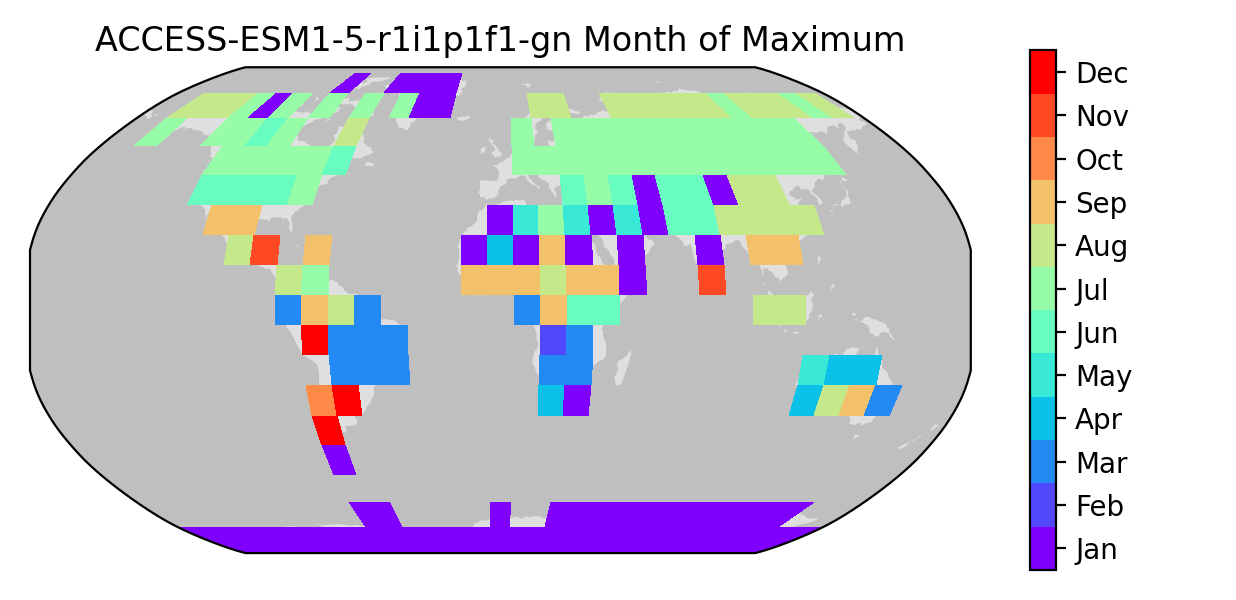 ACCESS-ESM1-5-r1i1p1f1-gn Month of Maximum
Dec
Nov
Oct
Sep
Aug
Jul
Jun
May
Apr
Mar
Feb
Jan